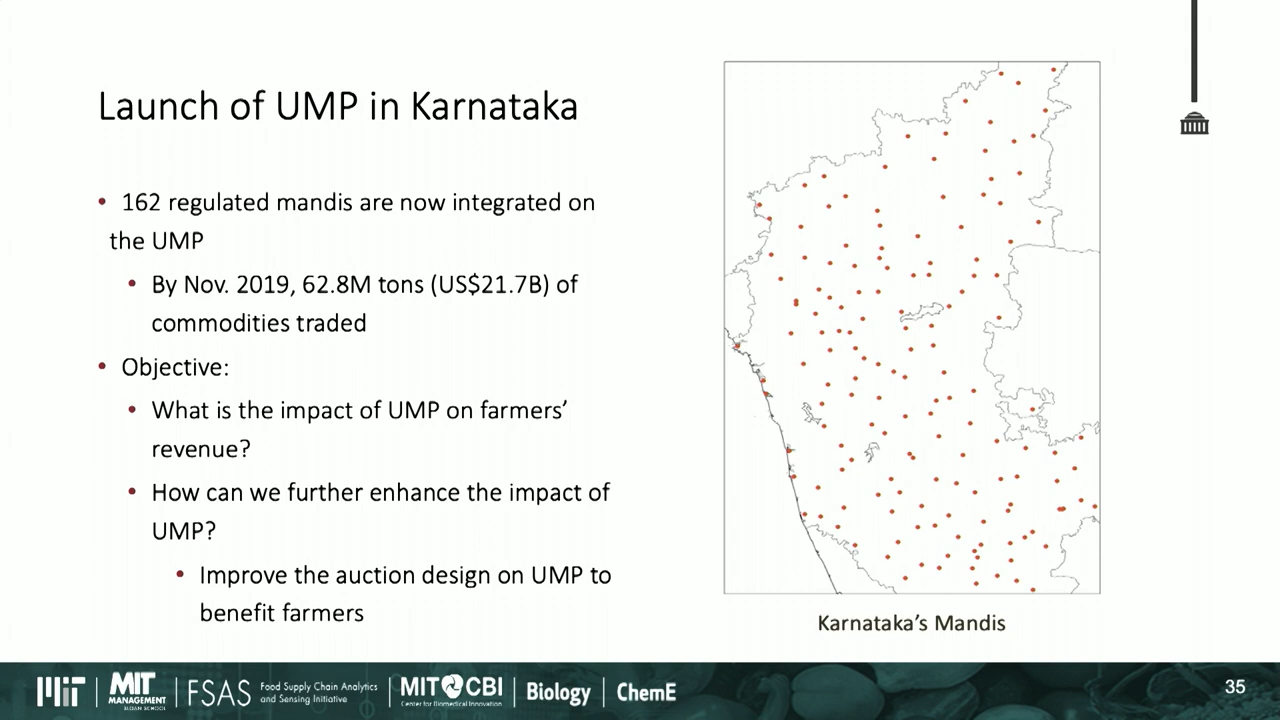 Launch of UMP in Karnataka
• 162 regulated mandis are now integrated on
the UMP
• By Nov. 2019, 62.8M tons (US$21.7B) of
commodities traded
• Objective:
• What is the impact of UMP on farmers’
revenue?
• How can we further enhance the impact of
UMP?
• Improve the auction design on UMP to
benefit farmers
Karnataka’s Mandis
MIT
MIT
MANAGEMENT
SLOAN SCHOOL
FSAS
Food Supply Chain Analytics
and Sensing Initiative
MIT CBI
Center for Biomedical Innovation
Biology
ChemE
35